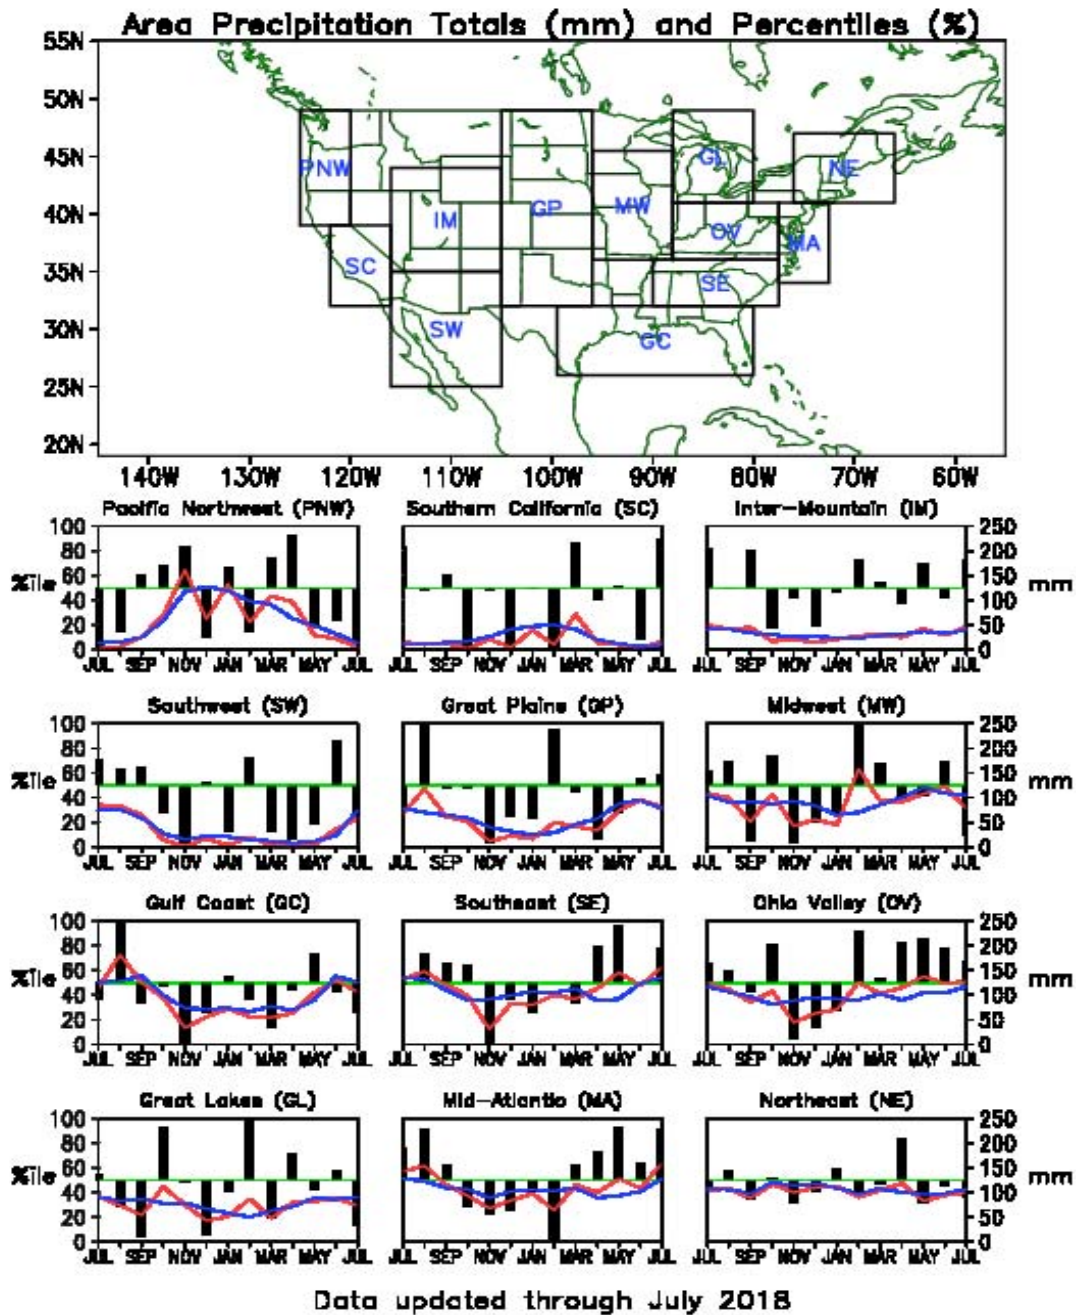 Area Precipitation Totals (mm) and Percentiles (%)
55N
50N
45N
40N
35N
30N
25N
20N
PNW
IM
SC
SW
GP
MW
GL
OV
SE
GC
NE
MA
140W 130W 120W 110W 100W 90W 80W 70W 60W
Pacific Northwest (PNW) Southern California (SC) Inter-Mountain (IM)
100 250
80 200
%ile 60 150 mm
40 100
20 50
0 0
JUL SEP NOV JAN MAR MAY JUL JUL SEP NOV JAN MAR MAY JUL JUL SEP NOV JAN MAR MAY JUL
Southwest (SW) Great Plains (GP) Midwest (MW)
100 250
80 200
%ile 60 150 mm
40 100
20 50
0 0
JUL SEP NOV JAN MAR MAY JUL JUL SEP NOV JAN MAR MAY JUL JUL SEP NOV JAN MAR MAY JUL
Gulf Coast (GC) Southeast (SE) Ohio Valley (OV)
100 250
80 200
%ile 60 150 mm
40 100
20 50
0 0
JUL SEP NOV JAN MAR MAY JUL JUL SEP NOV JAN MAR MAY JUL JUL SEP NOV JAN MAR MAY JUL
Great Lakes (GL) Mid-Atlantic (MA) Northeast (NE)
100 250
80 200
%ile 60 150 mm
40 100
20 50
0 0
JUL SEP NOV JAN MAR MAY JUL JUL SEP NOV JAN MAR MAY JUL JUL SEP NOV JAN MAR MAY JUL
Data updated through July 2018